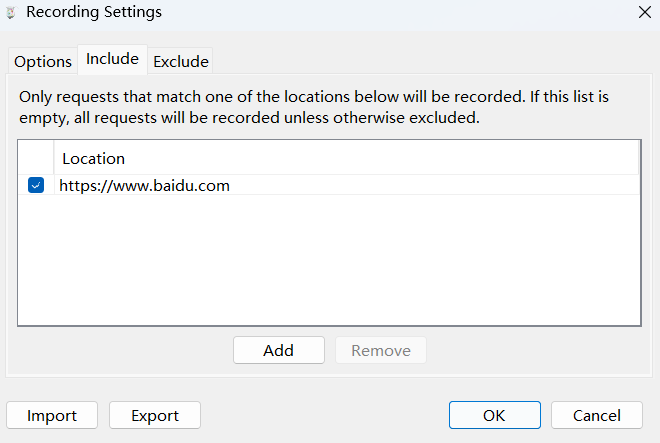 Recording Settings
Options
Include
Exclude
Only requests that match one of the locations below will be recorded. If this list is
empty, all requests will be recorded unless otherwise excluded.
Location
https://www.baidu.com
Add
Remove
Import
Export
OK
Cancel